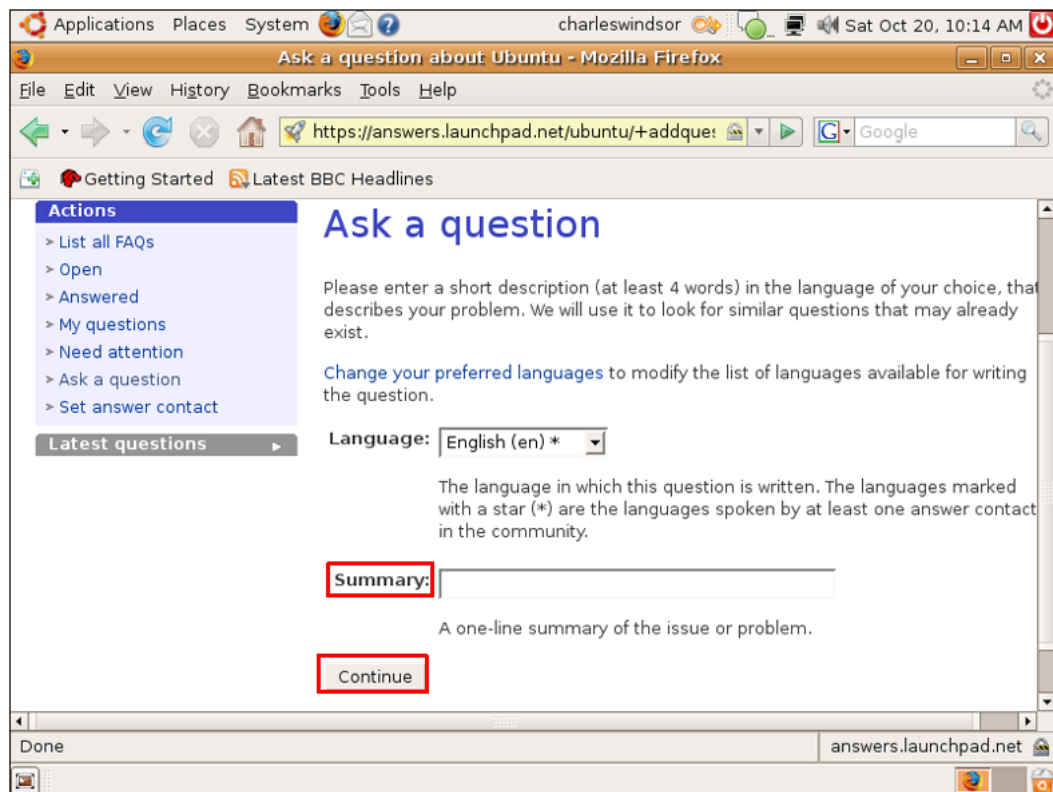 Applications Places System charleswindsor Sat Oct 20, 10:14 AM
Ask a question about Ubuntu - Mozilla Firefox
File Edit View History Bookmarks Tools Help
https://answers.launchpad.net/ubuntu/+addques G Google
Getting Started Latest BBC Headlines
Actions
> List all FAQs
> Open
> Answered
> My questions
> Need attention
> Ask a question
> Set answer contact
Latest questions
Ask a question
Please enter a short description (at least 4 words) in the language of your choice, that
describes your problem. We will use it to look for similar questions that may already
exist.
Change your preferred languages to modify the list of languages available for writing
the question.
Language: English (en) *
The language in which this question is written. The languages marked
with a star (*) are the languages spoken by at least one answer contact
in the community.
Summary:
A one-line summary of the issue or problem.
Continue
Done answers.launchpad.net